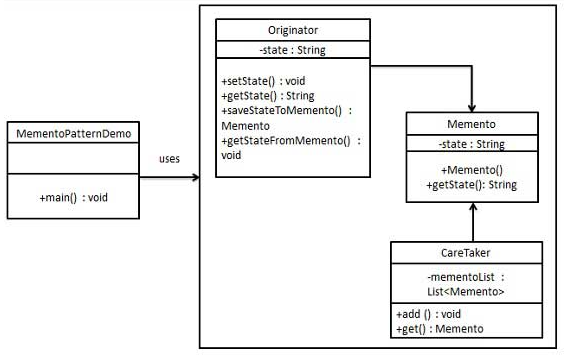 Originator
-state : String
+setState() : void
+getState() : String
+saveStateToMemento() :
Memento
+getStateFromMemento() :
void
MementoPatternDemo
+main() : void
uses
Memento
-state : String
+Memento()
+getState(): String
CareTaker
-mementoList :
List<Memento>
+add () : void
+get() : Memento